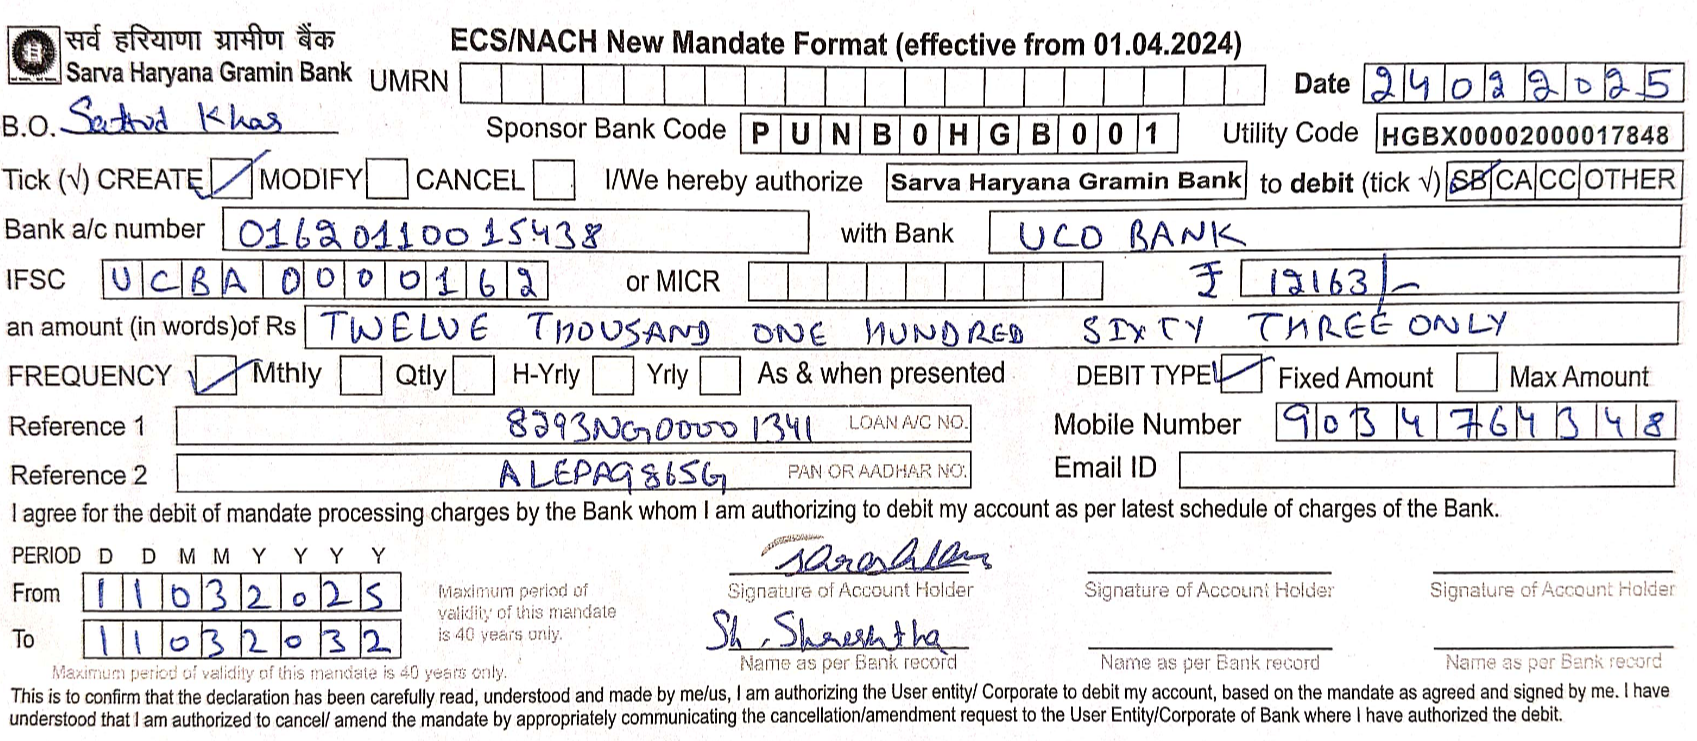 सर्व हरियाणा ग्रामीण बैंक
Sarva Haryana Gramin Bank
ECS/NACH New Mandate Format (effective from 01.04.2024)
UMRN Date 24022025
B.O. Khas Sponsor Bank Code PUNB0HGB001 Utility Code HGBX00002000017848
Tick (√) CREATE MODIFY CANCEL I/We hereby authorize Sarva Haryana Gramin Bank to debit (tick √) SB CA CC OTHER
Bank a/c number 01620110015438 with Bank UCO BANK
IFSC UCBA0000162 or MICR ₹ 12163/-
an amount (in words)of Rs TWELVE THOUSAND ONE HUNDRED SIXTY THREE ONLY
FREQUENCY Mthly Qtly H-Yrly Yrly As & when presented DEBIT TYPE Fixed Amount Max Amount
Reference 1 8293NG00001341 LOAN A/C NO. Mobile Number 9034764348
Reference 2 ALEPA9865G PAN OR AADHAR NO. Email ID
I agree for the debit of mandate processing charges by the Bank whom I am authorizing to debit my account as per latest schedule of charges of the Bank.
PERIOD D D M M Y Y Y Y
From 11032025
To 11032032
Maximum period of
validity of this mandate
is 40 years only.
Maximum period of validity of this mandate is 40 years only.
Signature of Account Holder Signature of Account Holder Signature of Account Holder
Sh. Shreshtha
Name as per Bank record Name as per Bank record Name as per Bank record
This is to confirm that the declaration has been carefully read, understood and made by me/us, I am authorizing the User entity/ Corporate to debit my account, based on the mandate as agreed and signed by me. I have
understood that I am authorized to cancel/ amend the mandate by appropriately communicating the cancellation/amendment request to the User Entity/Corporate of Bank where I have authorized the debit.